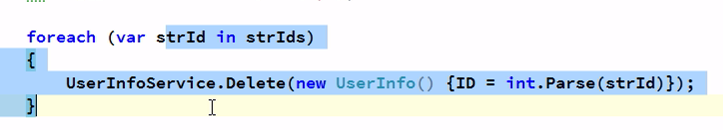 foreach (var strId in strIds)
{
UserInfoService.Delete(new UserInfo() {ID = int.Parse(strId)});
}